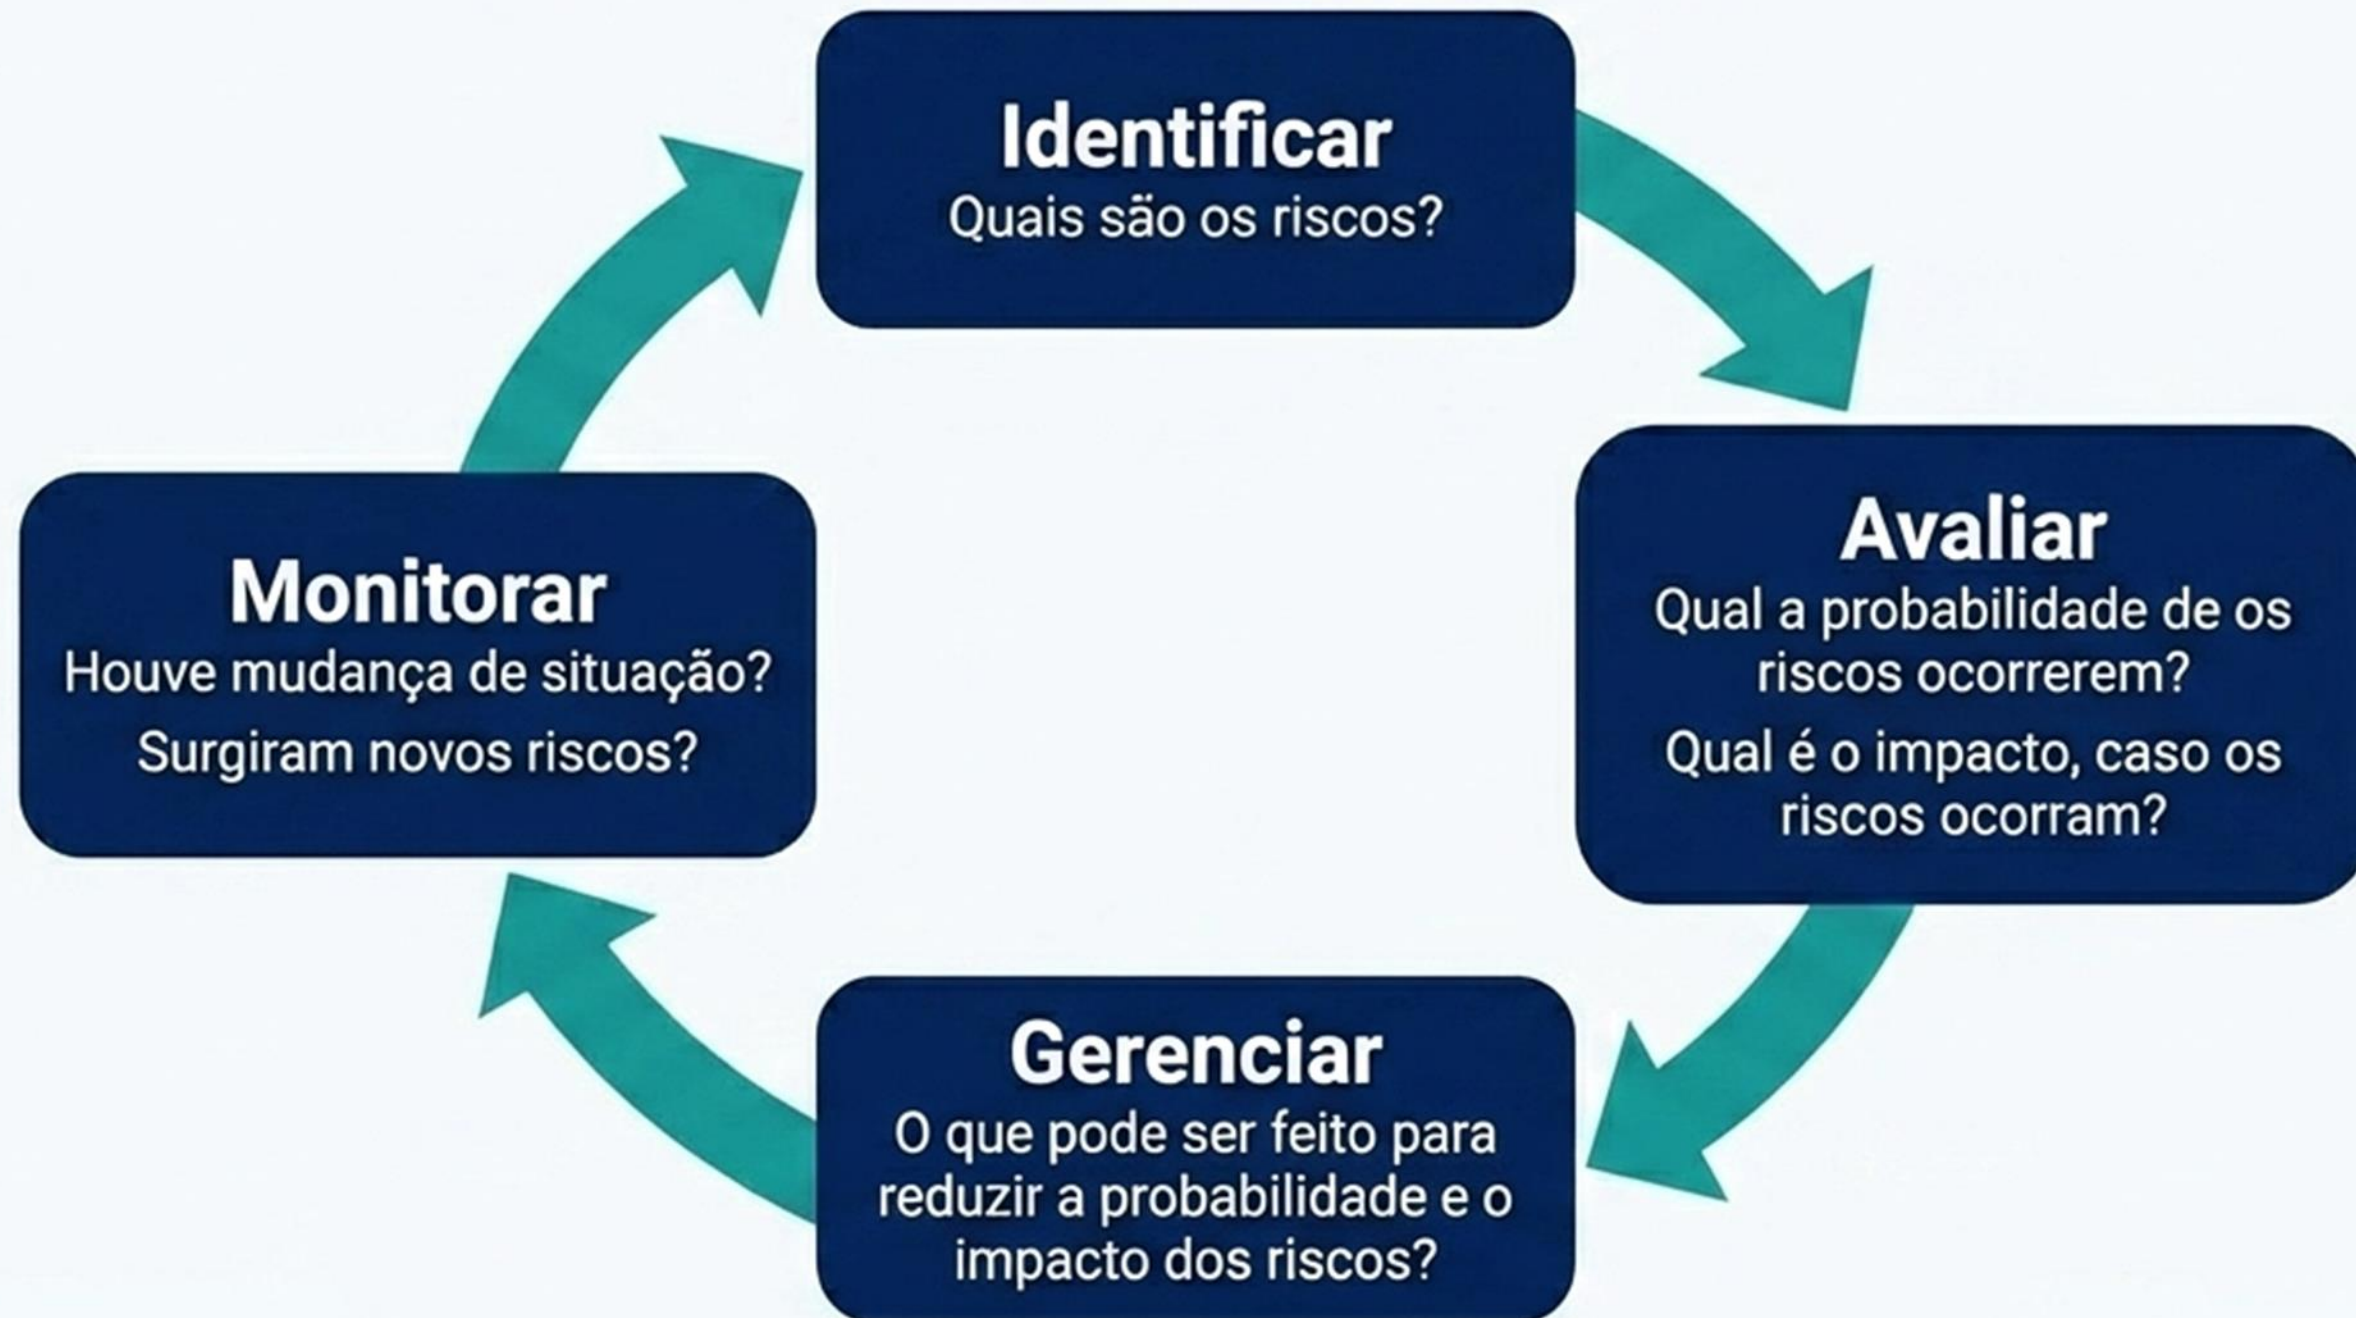 Identificar
Quais são os riscos?
Avaliar
Qual a probabilidade de os
riscos ocorrerem?
Qual é o impacto, caso os
riscos ocorram?
Gerenciar
O que pode ser feito para
reduzir a probabilidade e o
impacto dos riscos?
Monitorar
Houve mudança de situação?
Surgiram novos riscos?